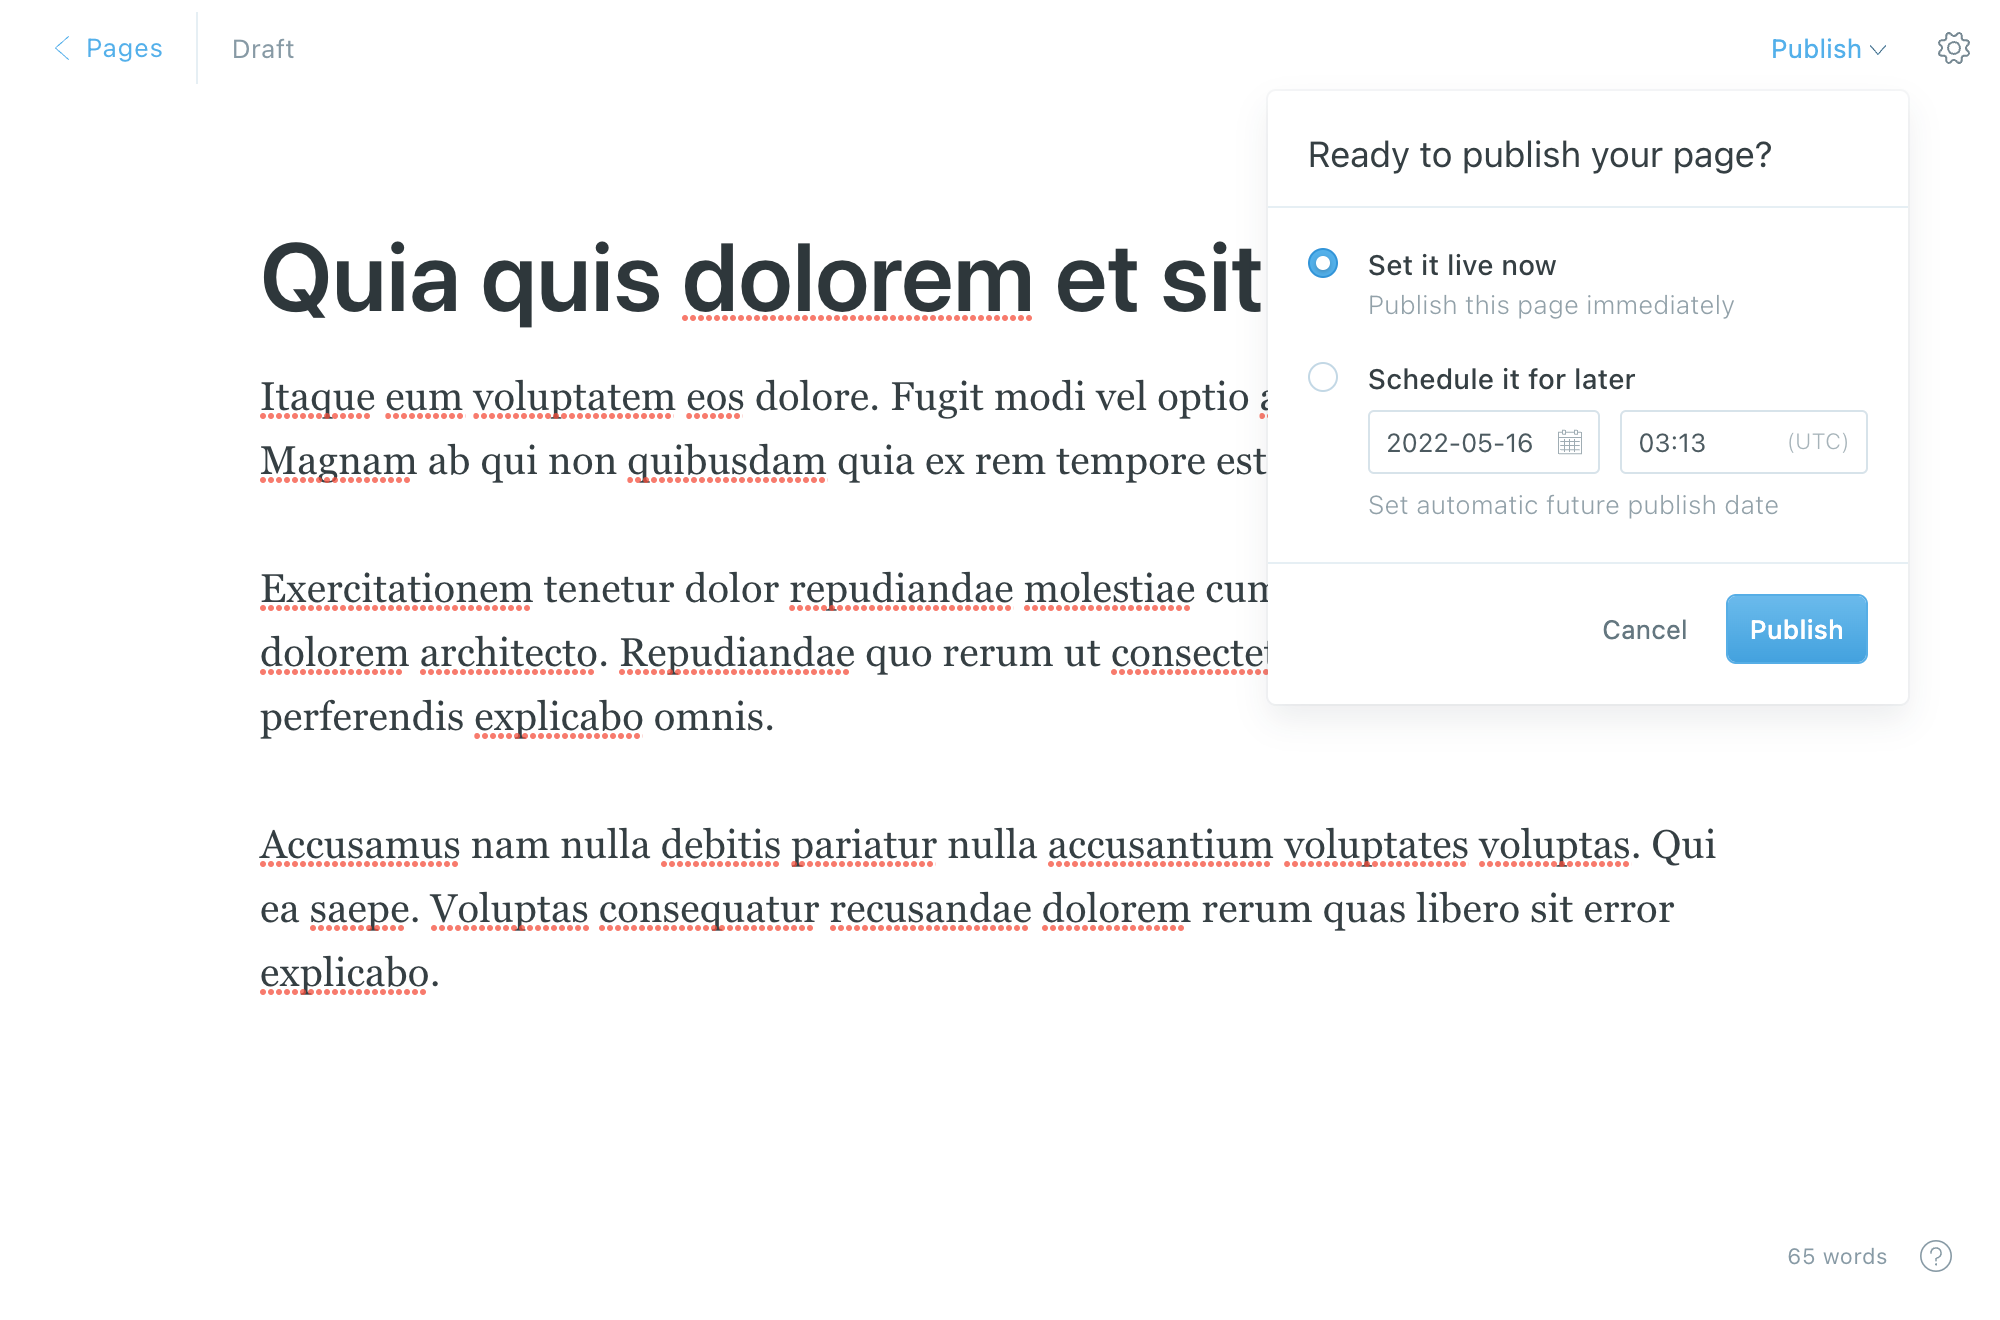 Pages
Draft
Publish
Ready to publish your page?
Set it live now
Publish this page immediately
Schedule it for later
2022-05-16
03:13 (UTC)
Set automatic future publish date
Cancel
Publish
Quia quis dolorem et sit
Itaque eum voluptatem eos dolore. Fugit modi vel optio
Magnam ab qui non quibusdam quia ex rem tempore est
Exercitationem tenetur dolor repudiandae molestiae
dolorem architecto. Repudiandae quo rerum ut
perferendis explicabo omnis.
Accusamus nam nulla debitis pariatur nulla accusantium voluptates voluptas. Qui
ea saepe. Voluptas consequatur recusandae dolorem rerum quas libero sit error
explicabo.
65 words
?